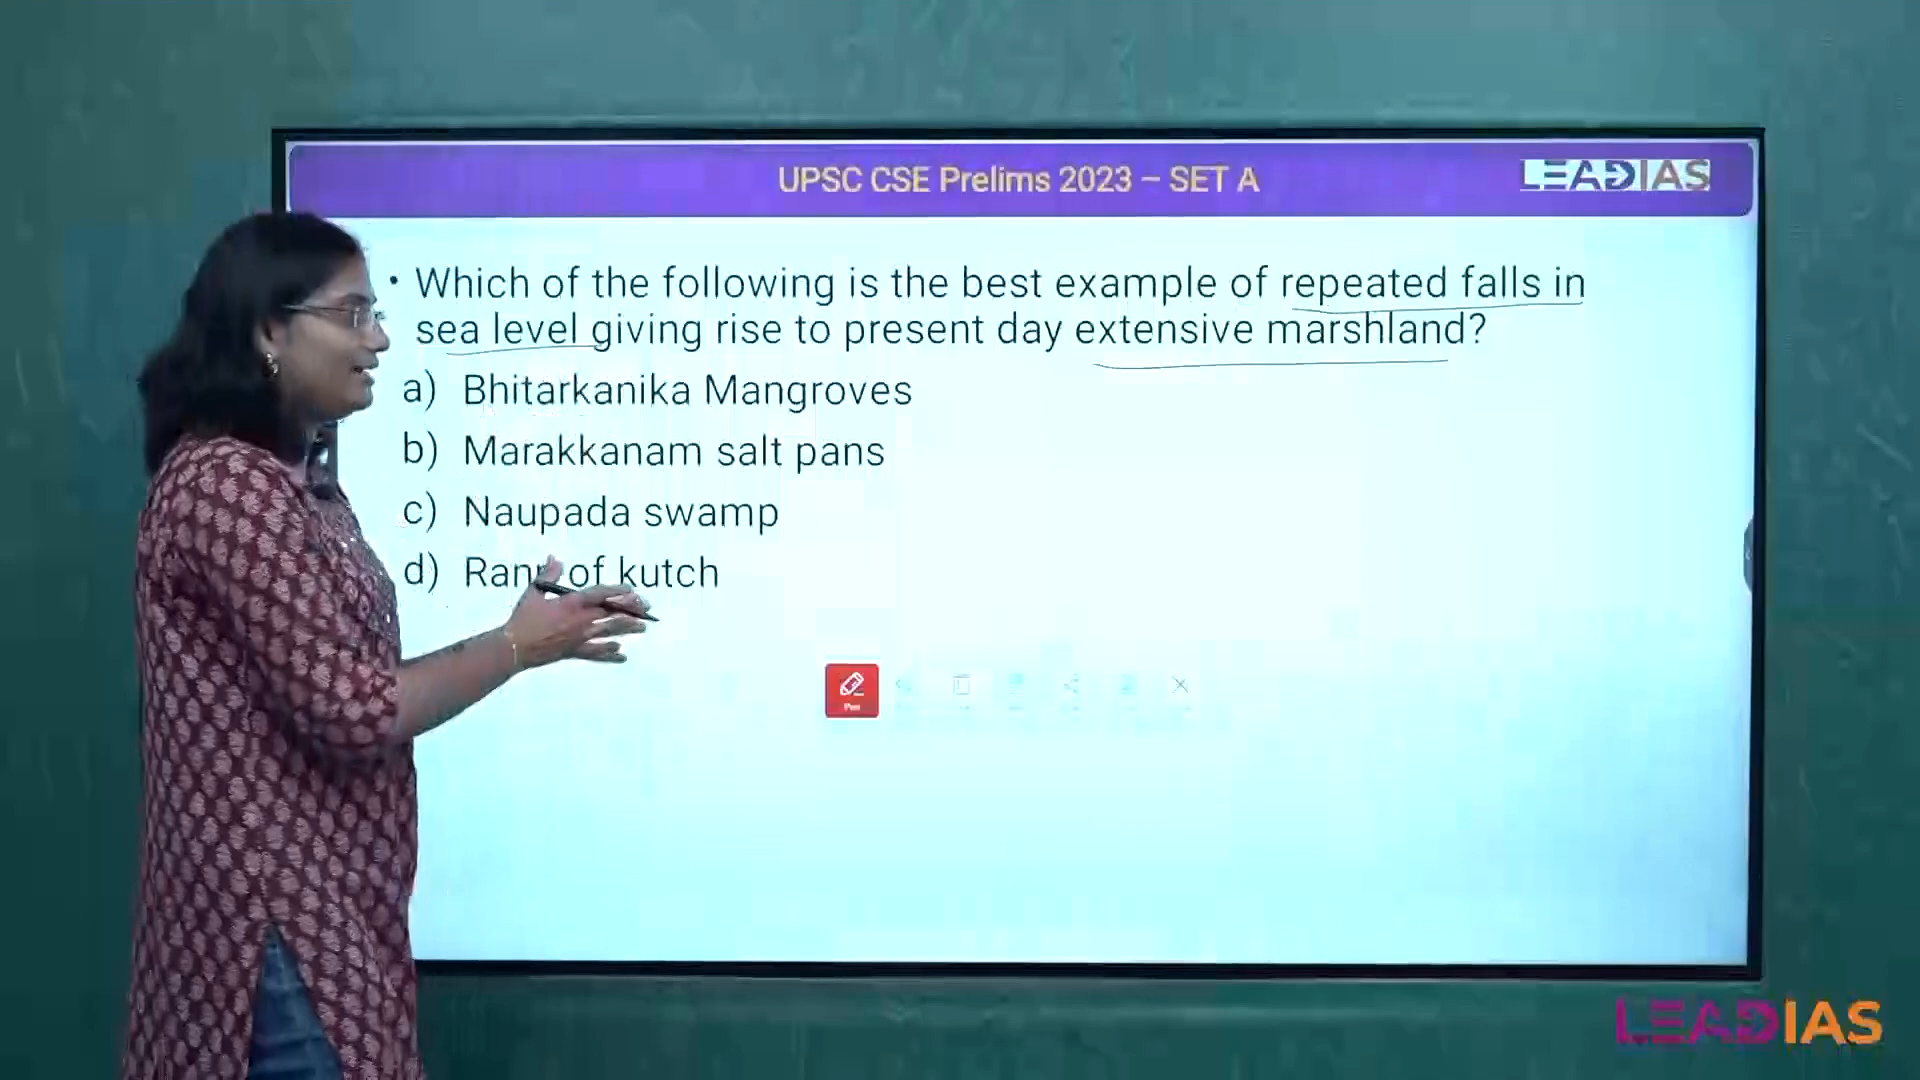 UPSC CSE Prelims 2023 – SET A
LEADIAS
• Which of the following is the best example of repeated falls in
sea level giving rise to present day extensive marshland?
a) Bhitarkanika Mangroves
b) Marakkanam salt pans
c) Naupada swamp
d) Rann of kutch
Pen
LEADIAS